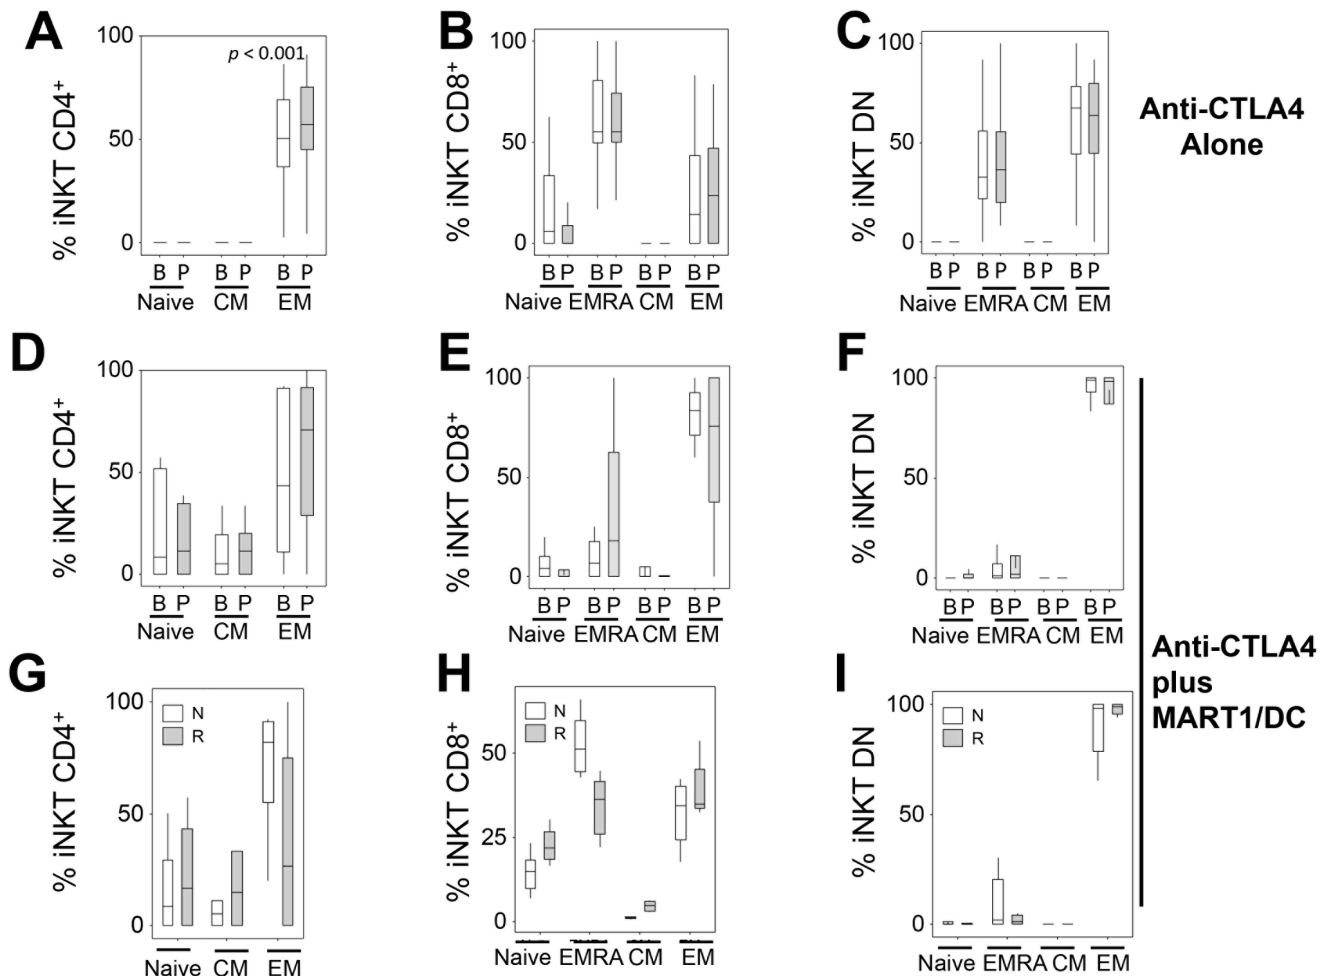 A
% iNKT CD4+
100
50
0
p < 0.001
B P B P B P
Naive CM EM
B
% iNKT CD8+
100
50
0
B P B P B P B P
Naive EMRA CM EM
C
% iNKT DN
100
50
0
B P B P B P B P
Naive EMRA CM EM
Anti-CTLA4
Alone
D
% iNKT CD4+
100
50
0
B P B P B P
Naive CM EM
E
% iNKT CD8+
100
50
0
B P B P B P B P
Naive EMRA CM EM
F
% iNKT DN
100
50
0
B P B P B P B P
Naive EMRA CM EM
G
% iNKT CD4+
100
50
0
N
R
Naive CM EM
H
% iNKT CD8+
50
25
0
N
R
Naive EMRA CM EM
I
% iNKT DN
100
50
0
N
R
Naive EMRA CM EM
Anti-CTLA4
plus
MART1/DC